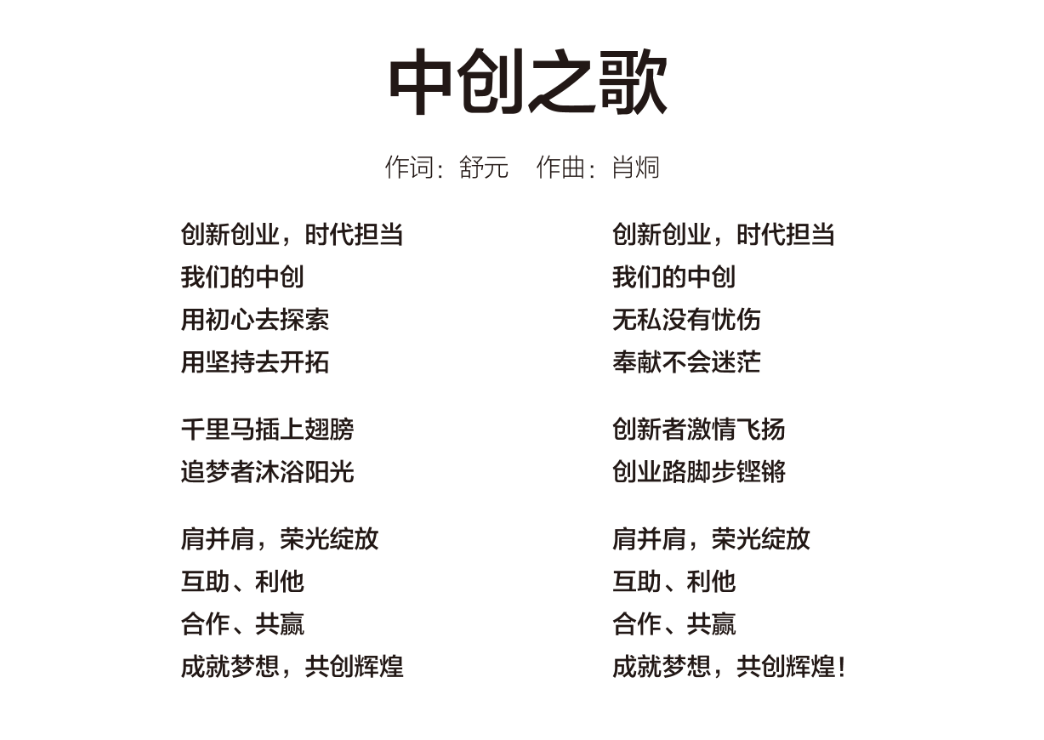 中创之歌
作词：舒元 作曲：肖炯
创新创业，时代担当
我们的中创
用初心去探索
用坚持去开拓
千里马插上翅膀
追梦者沐浴阳光
肩并肩，荣光绽放
互助、利他
合作、共赢
成就梦想，共创辉煌
创新创业，时代担当
我们的中创
无私没有忧伤
奉献不会迷茫
创新者激情飞扬
创业路脚步铿锵
肩并肩，荣光绽放
互助、利他
合作、共赢
成就梦想，共创辉煌！